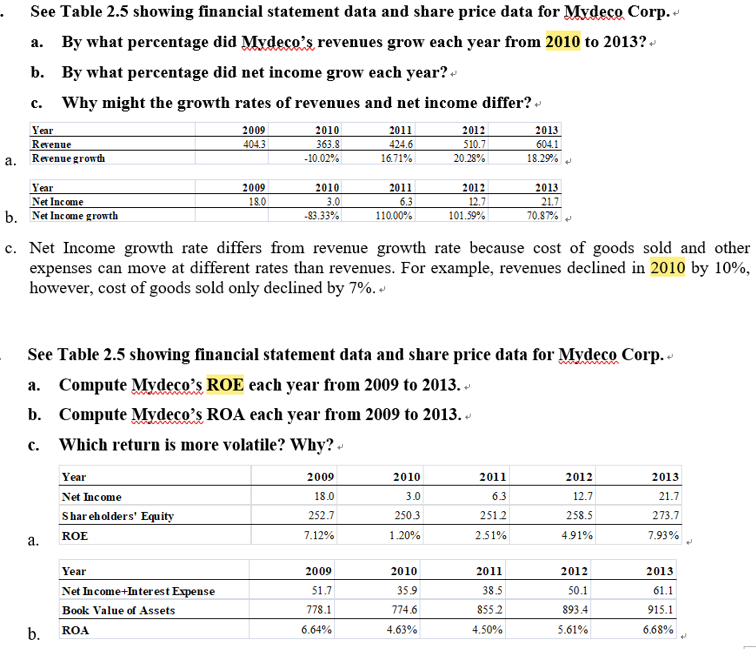 . See Table 2.5 showing financial statement data and share price data for Mydeco Corp.
a. By what percentage did Mydeco's revenues grow each year from 2010 to 2013?
b. By what percentage did net income grow each year?
c. Why might the growth rates of revenues and net income differ?
Year 2009 2010 2011 2012 2013
Revenue 404.3 363.8 424.6 510.7 604.1
a. Revenue growth -10.02% 16.71% 20.28% 18.29%
Year 2009 2010 2011 2012 2013
Net Income 18.0 3.0 6.3 12.7 21.7
b. Net Income growth -83.33% 110.00% 101.59% 70.87%
c. Net Income growth rate differs from revenue growth rate because cost of goods sold and other
expenses can move at different rates than revenues. For example, revenues declined in 2010 by 10%,
however, cost of goods sold only declined by 7%.
See Table 2.5 showing financial statement data and share price data for Mydeco Corp.
a. Compute Mydeco's ROE each year from 2009 to 2013.
b. Compute Mydeco's ROA each year from 2009 to 2013.
c. Which return is more volatile? Why?
Year 2009 2010 2011 2012 2013
Net Income 18.0 3.0 6.3 12.7 21.7
Shareholders' Equity 252.7 250.3 251.2 258.5 273.7
a. ROE 7.12% 1.20% 2.51% 4.91% 7.93%
Year 2009 2010 2011 2012 2013
Net Income+Interest Expense 51.7 35.9 38.5 50.1 61.1
Book Value of Assets 778.1 774.6 855.2 893.4 915.1
b. ROA 6.64% 4.63% 4.50% 5.61% 6.68%